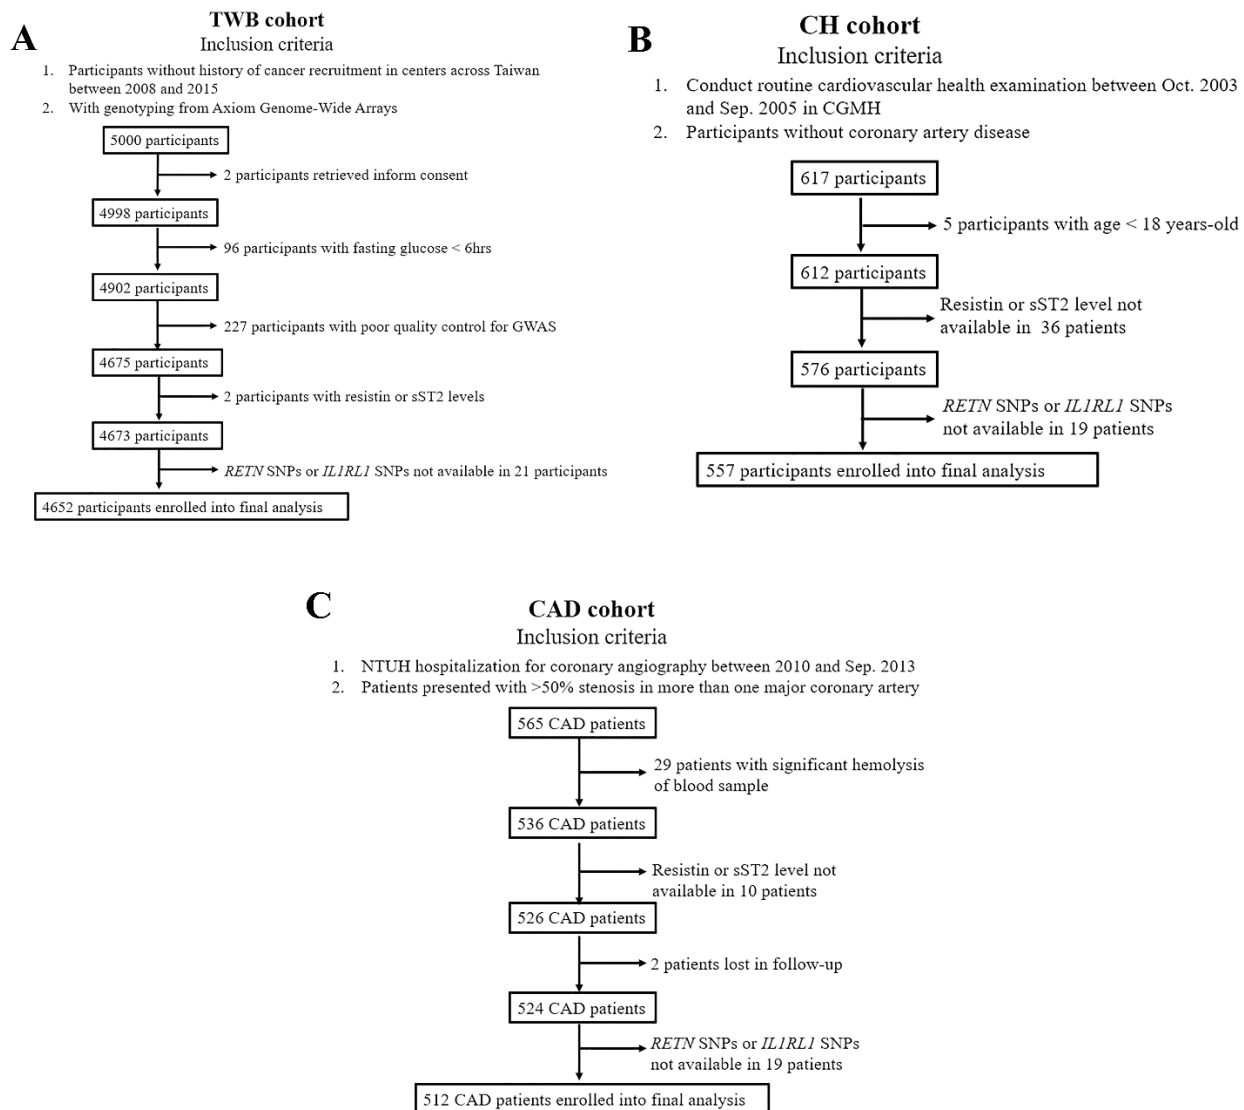 A
TWB cohort
Inclusion criteria
1. Participants without history of cancer recruitment in centers across Taiwan
between 2008 and 2015
2. With genotyping from Axiom Genome-Wide Arrays
5000 participants
2 participants retrieved inform consent
4998 participants
96 participants with fasting glucose < 6hrs
4902 participants
227 participants with poor quality control for GWAS
4675 participants
2 participants with resistin or sST2 levels
4673 participants
RETN SNPs or IL1RL1 SNPs not available in 21 participants
4652 participants enrolled into final analysis
B
CH cohort
Inclusion criteria
1. Conduct routine cardiovascular health examination between Oct. 2003
and Sep. 2005 in CGMH
2. Participants without coronary artery disease
617 participants
5 participants with age < 18 years-old
612 participants
Resistin or sST2 level not
available in 36 patients
576 participants
RETN SNPs or IL1RL1 SNPs
not available in 19 patients
557 participants enrolled into final analysis
C
CAD cohort
Inclusion criteria
1. NTUH hospitalization for coronary angiography between 2010 and Sep. 2013
2. Patients presented with >50% stenosis in more than one major coronary artery
565 CAD patients
29 patients with significant hemolysis
of blood sample
536 CAD patients
Resistin or sST2 level not
available in 10 patients
526 CAD patients
2 patients lost in follow-up
524 CAD patients
RETN SNPs or IL1RL1 SNPs
not available in 19 patients
512 CAD patients enrolled into final analysis